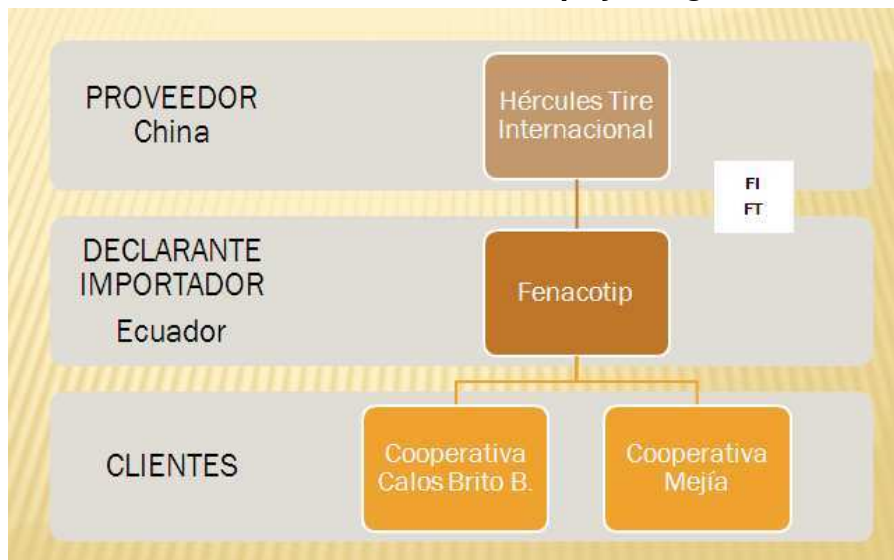 PROVEEDOR
China
Hércules Tire
Internacional
FI
FT
DECLARANTE
IMPORTADOR
Ecuador
Fenacotip
CLIENTES
Cooperativa
Calos Brito B.
Cooperativa
Mejía